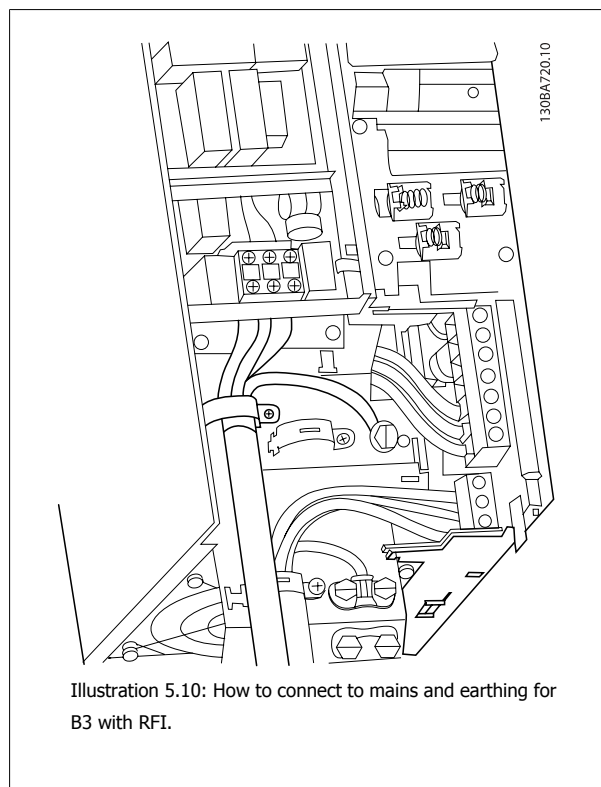 130BA720.10
Illustration 5.10: How to connect to mains and earthing for
B3 with RFI.